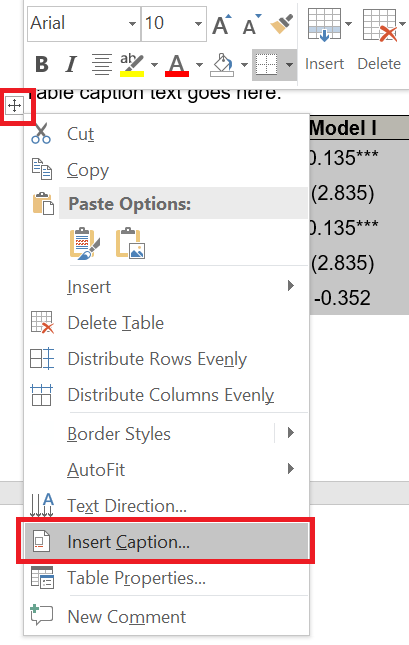 Arial 10 A A
B I ab A Insert Delete
Table caption text goes here.
Model I
0.135***
(2.835)
0.135***
(2.835)
-0.352
Cut
Copy
Paste Options:
Insert
Delete Table
Distribute Rows Evenly
Distribute Columns Evenly
Border Styles
AutoFit
Text Direction...
Insert Caption...
Table Properties...
New Comment